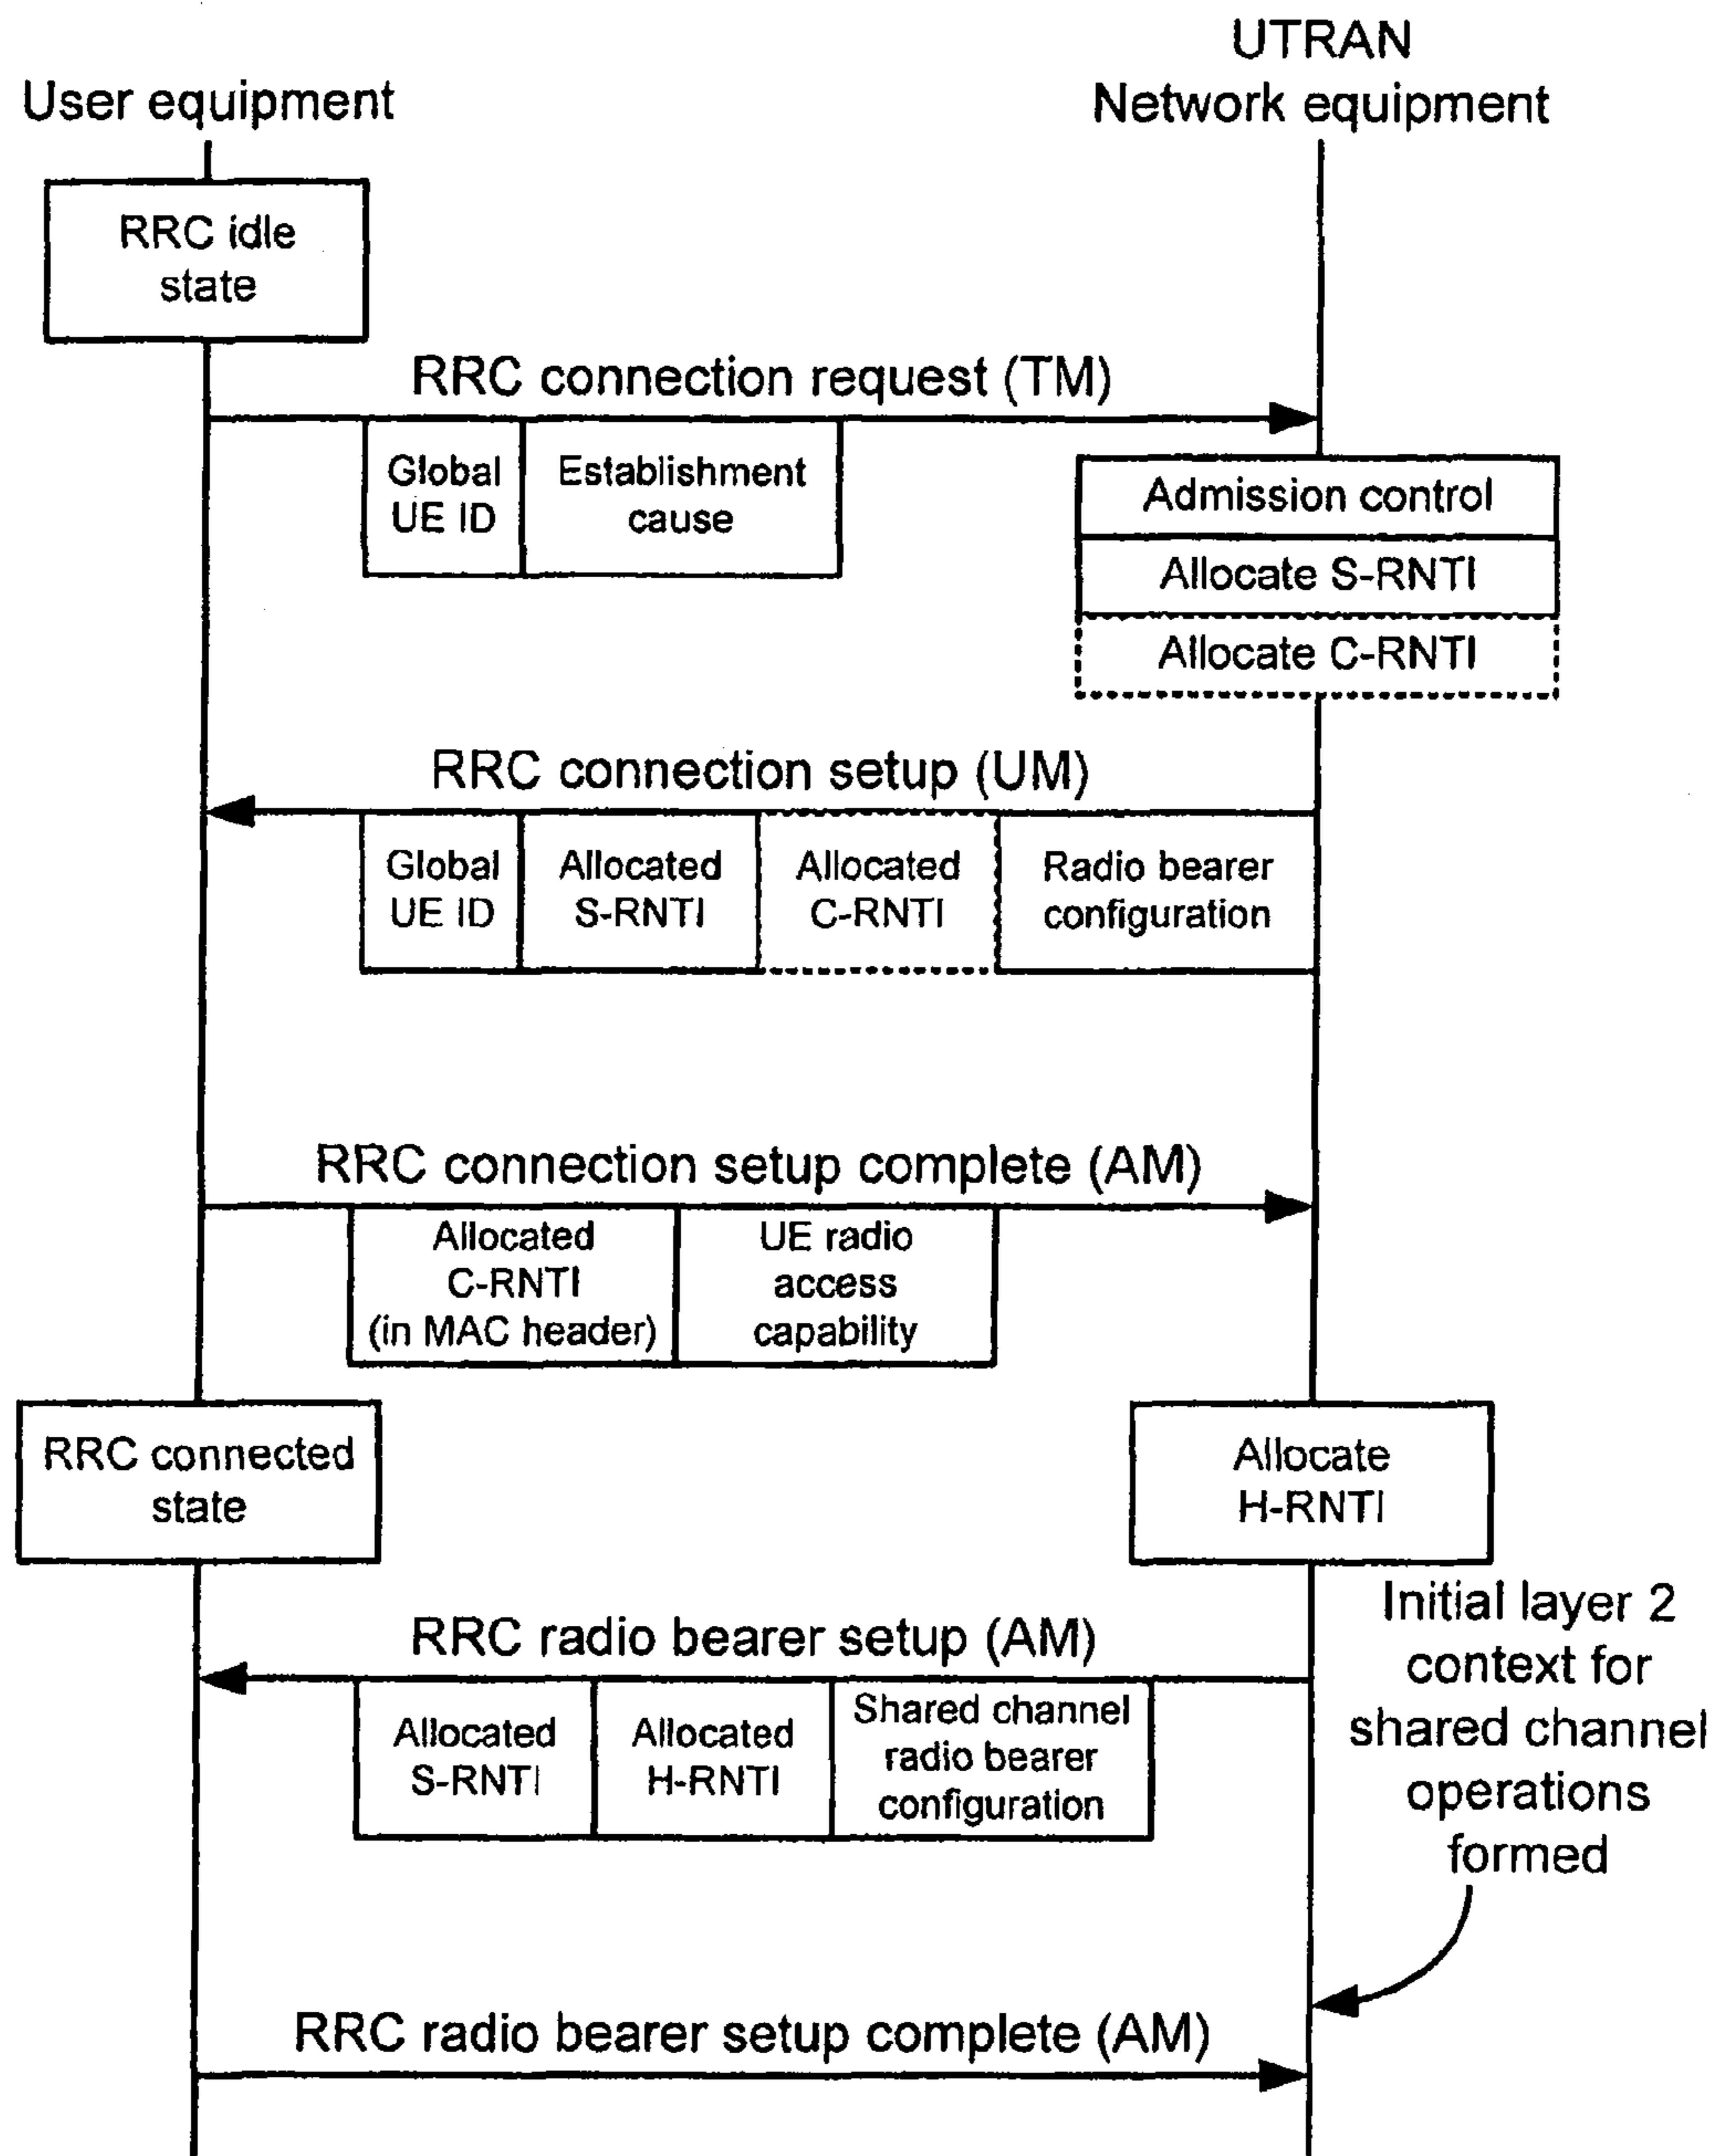 User equipment
UTRAN
Network equipment
RRC idle
state
RRC connection request (TM)
Global
UE ID
Establishment
cause
Admission control
Allocate S-RNTI
Allocate C-RNTI
RRC connection setup (UM)
Global
UE ID
Allocated
S-RNTI
Allocated
C-RNTI
Radio bearer
configuration
RRC connection setup complete (AM)
Allocated
C-RNTI
(in MAC header)
UE radio
access
capability
RRC connected
state
Allocate
H-RNTI
Initial layer 2
context for
shared channel
operations
formed
RRC radio bearer setup (AM)
Allocated
S-RNTI
Allocated
H-RNTI
Shared channel
radio bearer
configuration
RRC radio bearer setup complete (AM)